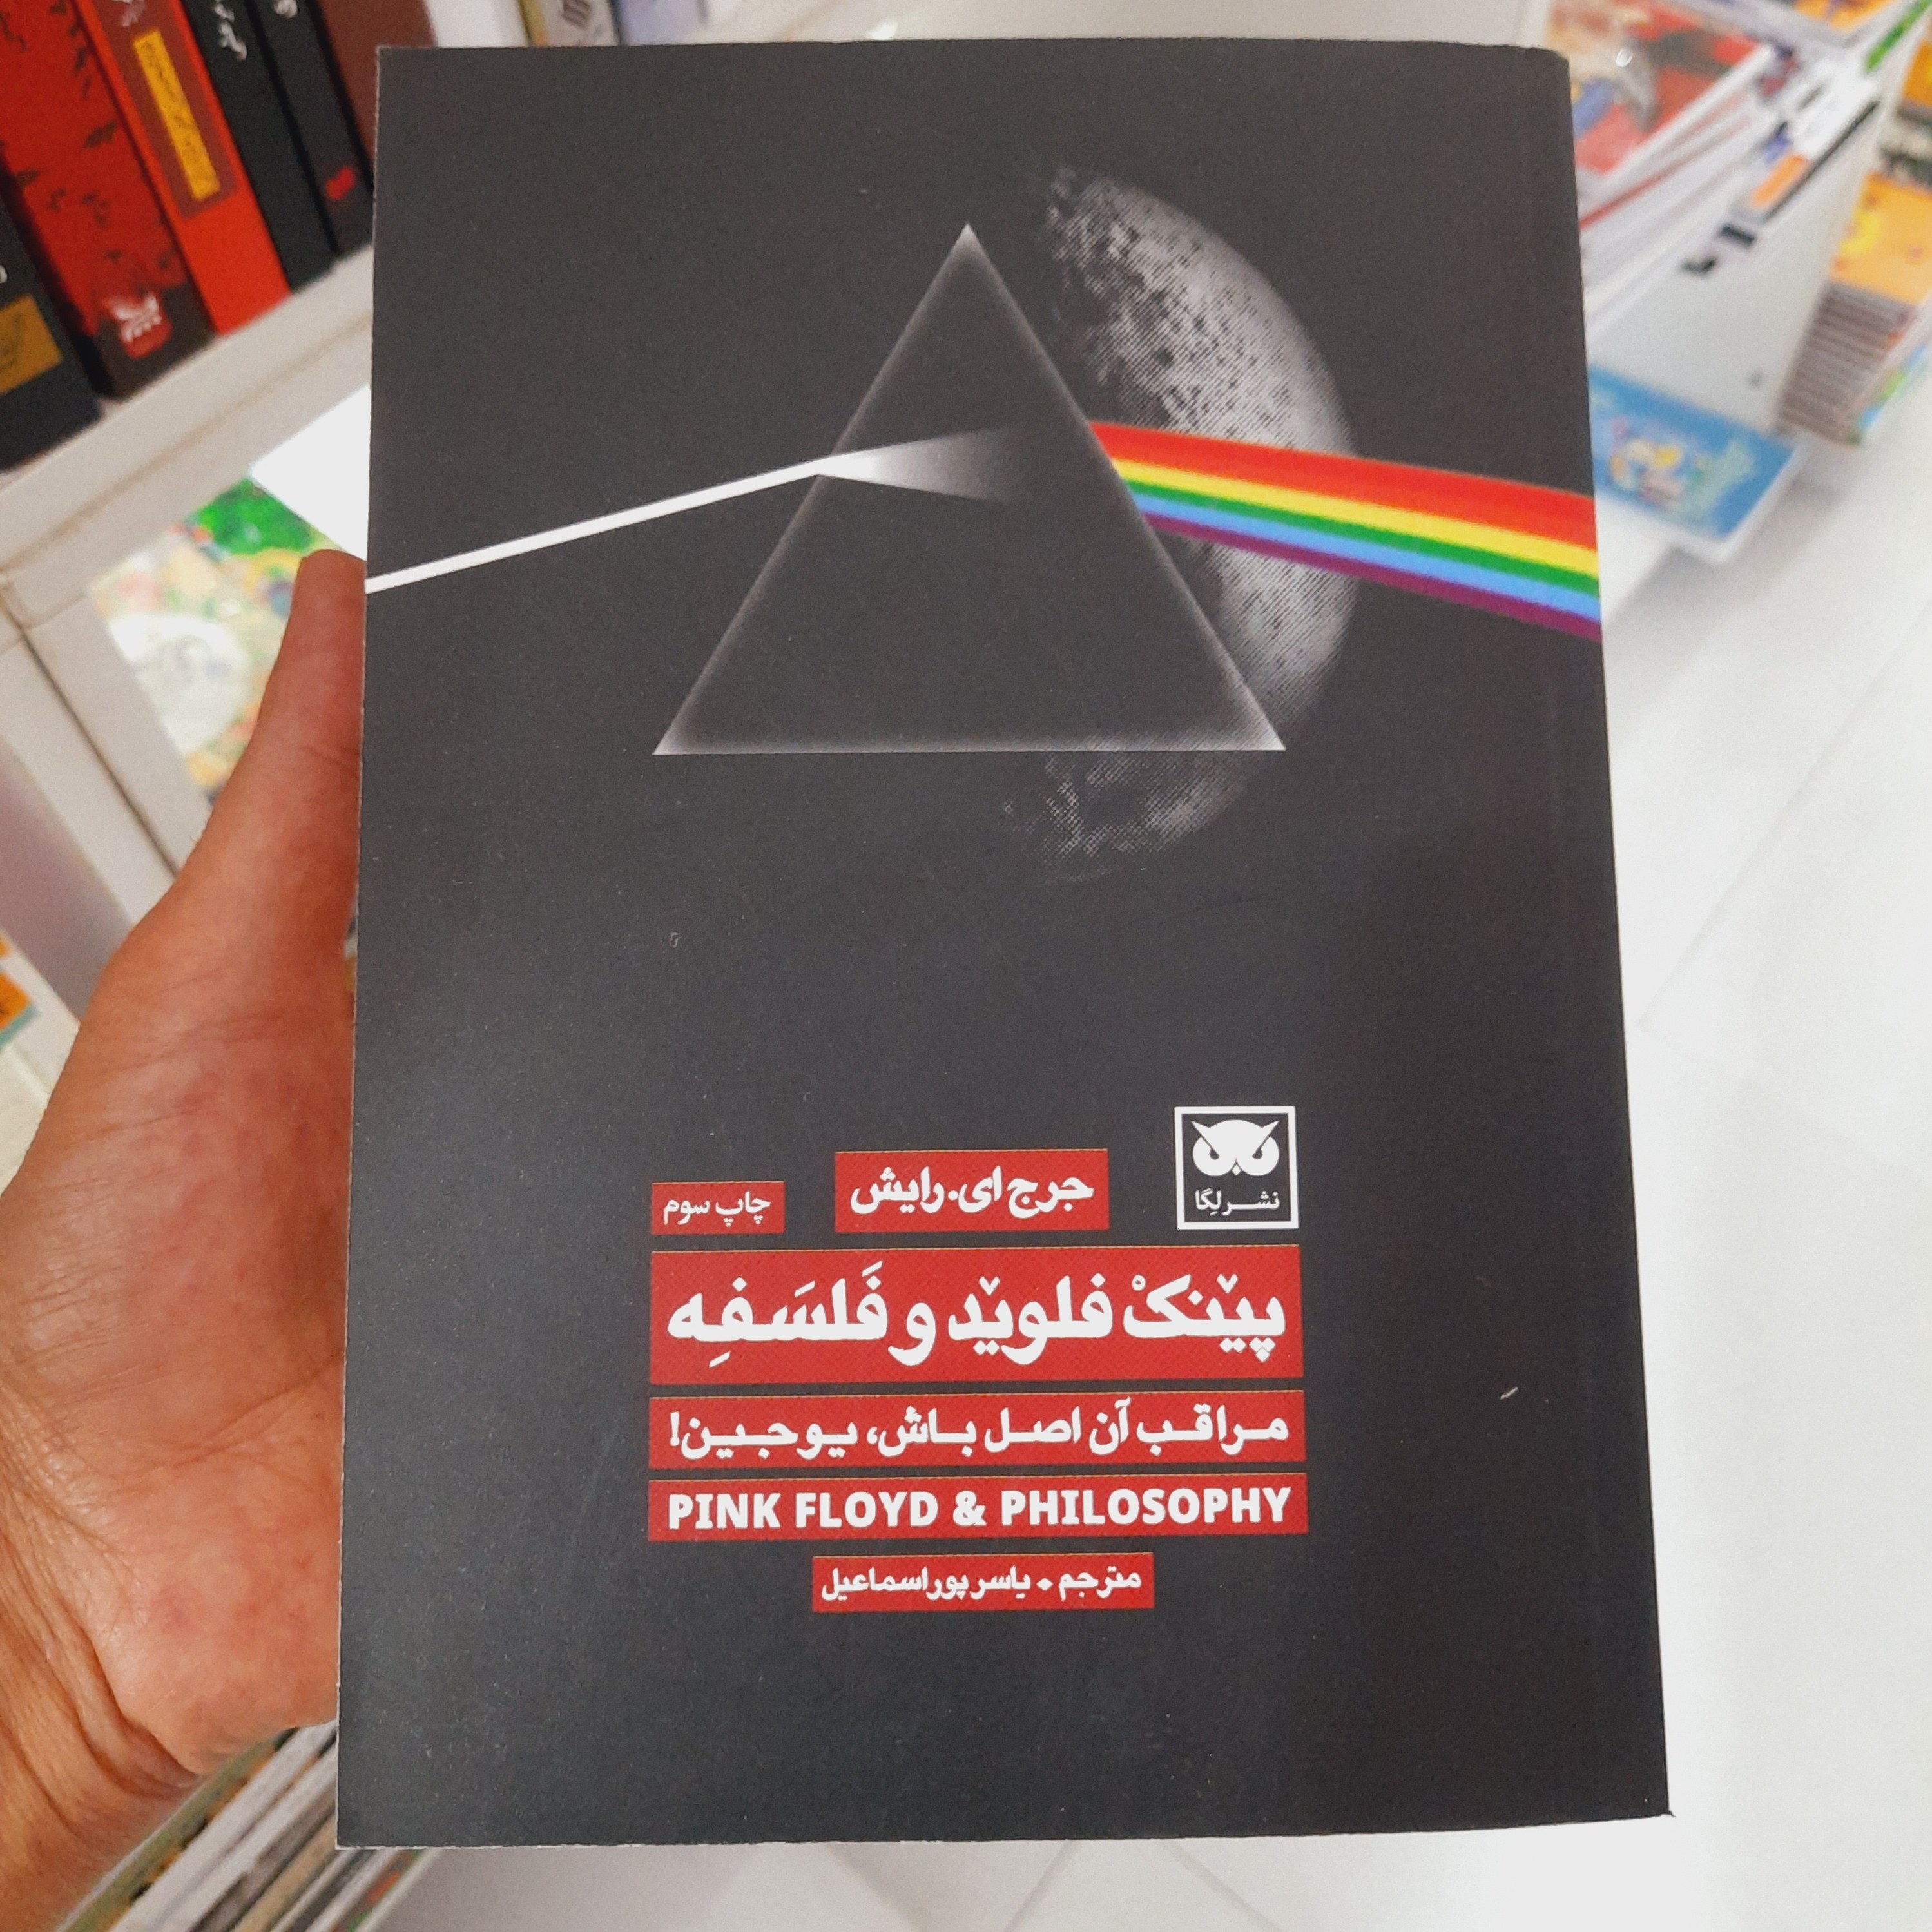 نشر لگا
جرج ای. رایش
چاپ سوم
پینکْ فلوید و فَلسَفِه
مراقب آن اصل باش، یوجین!
PINK FLOYD & PHILOSOPHY
مترجم • یاسر پوراسماعیل